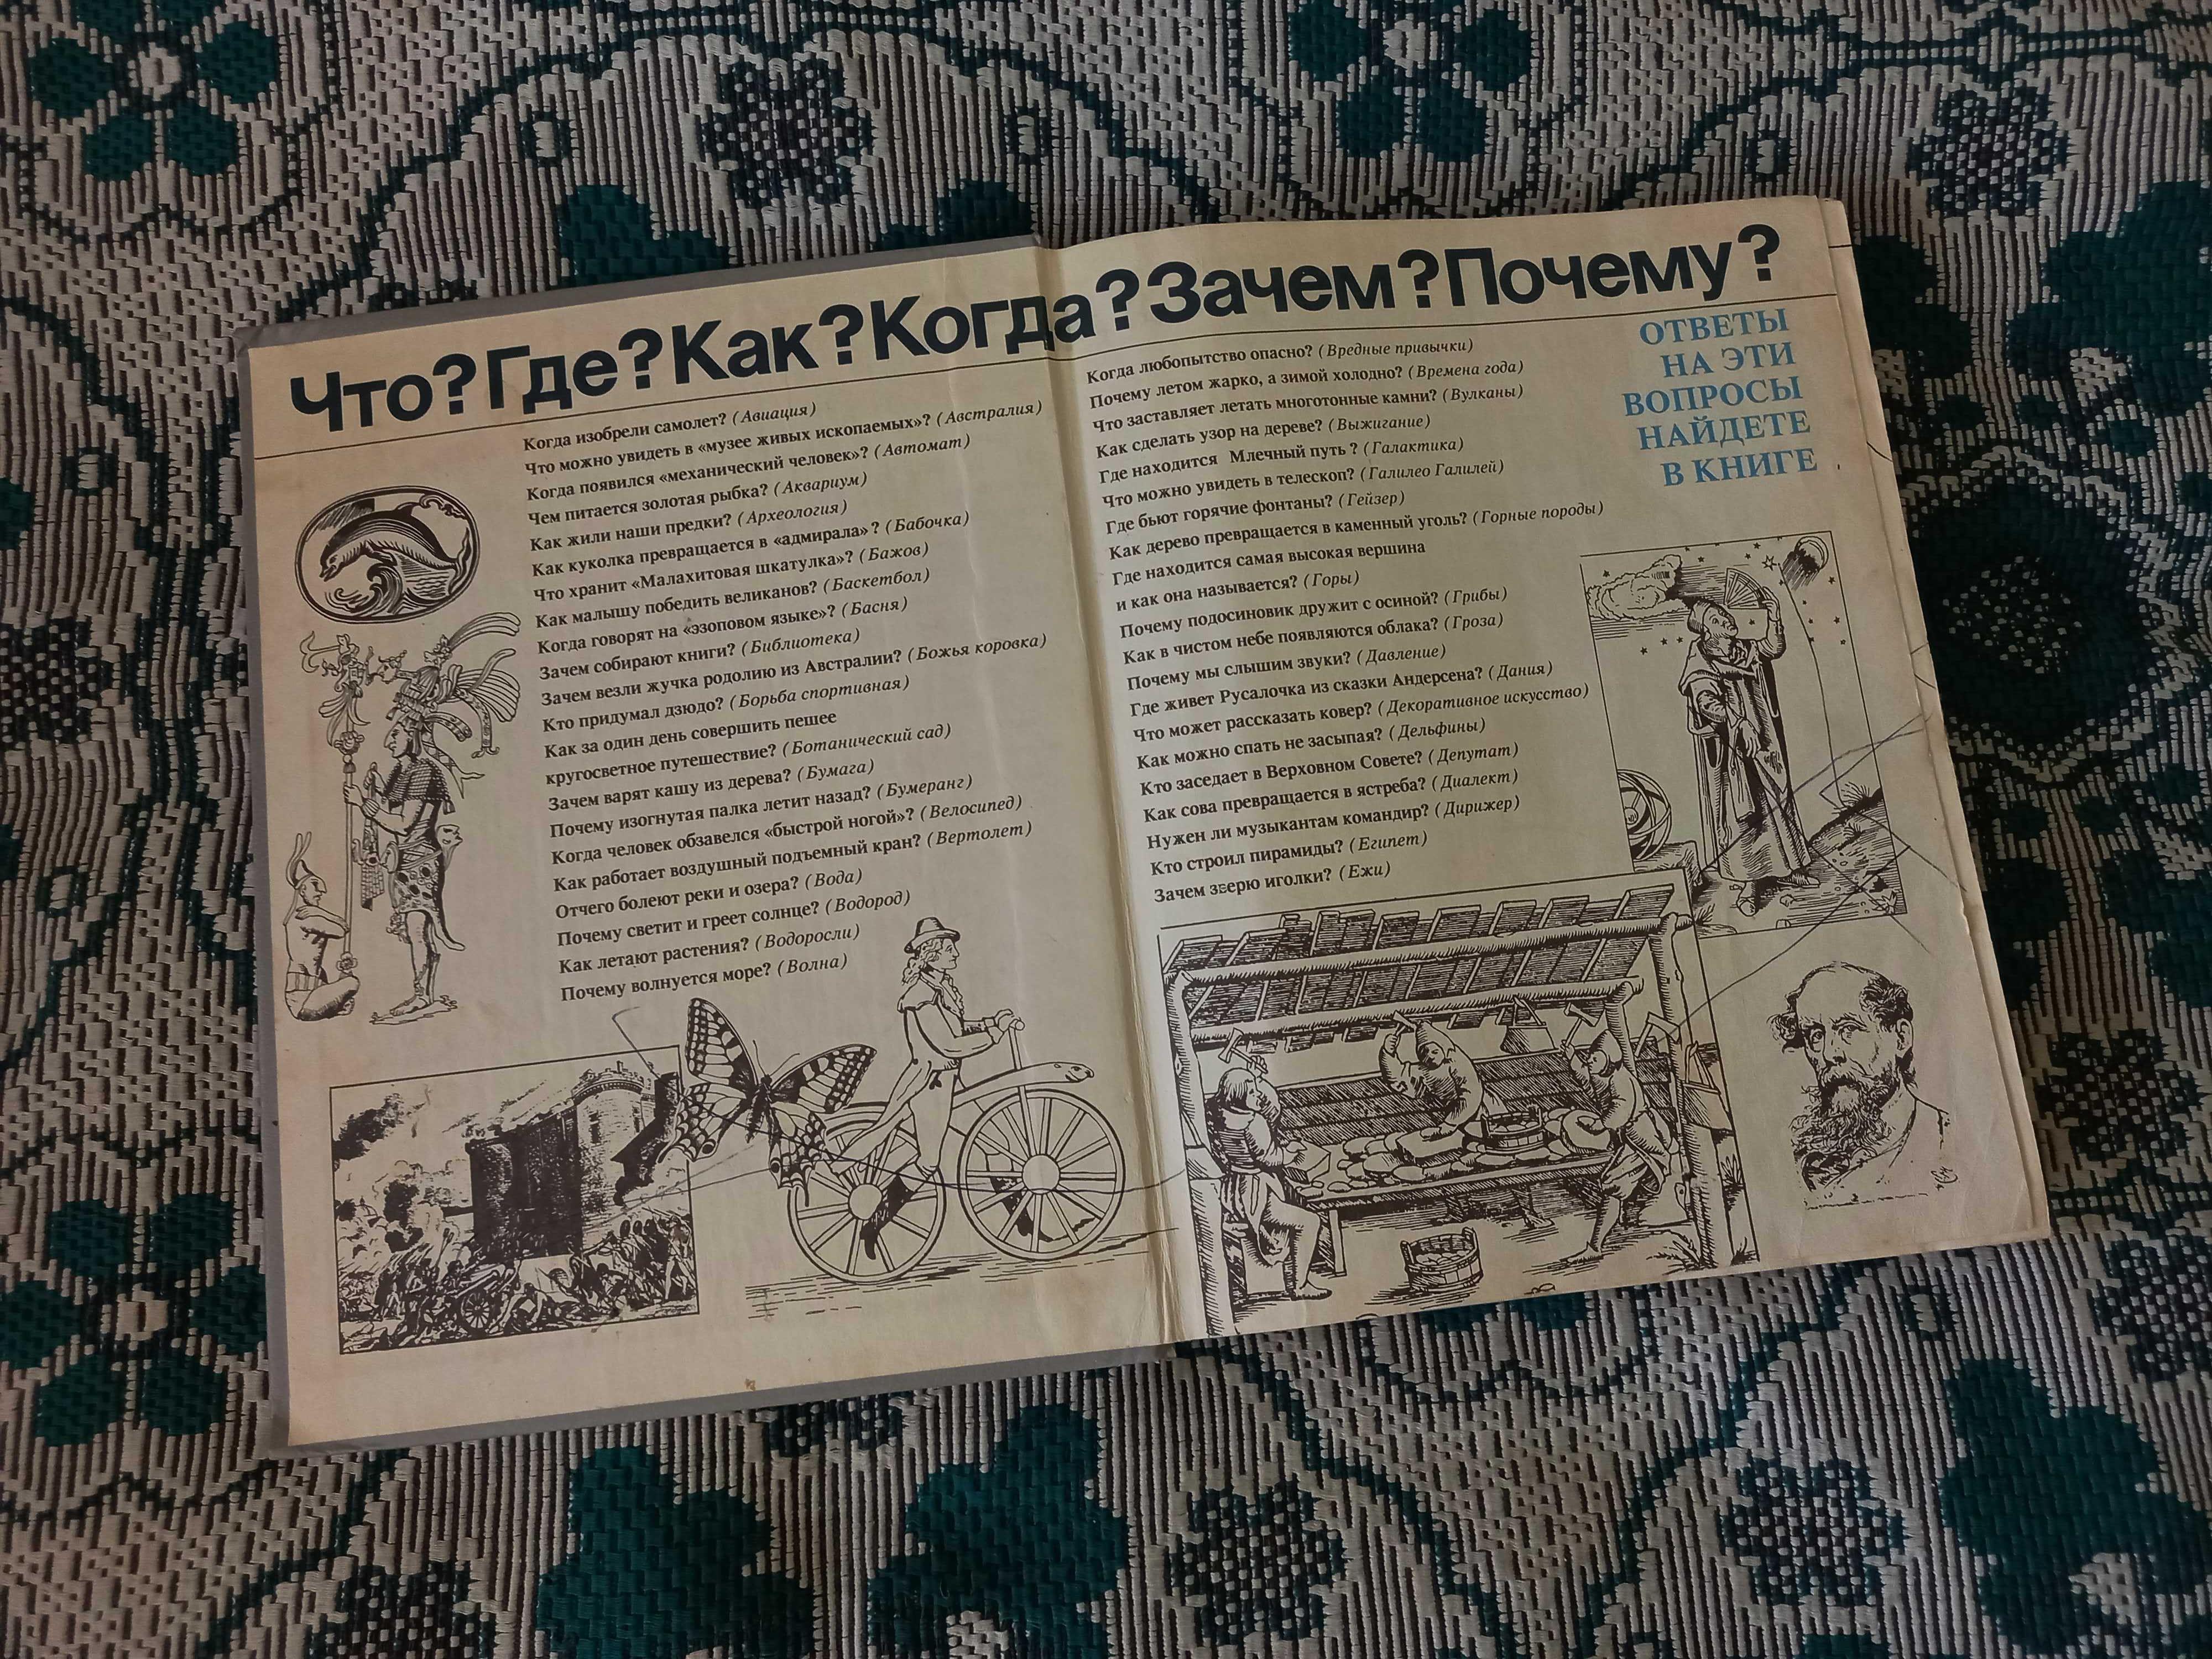 Что? Где? Как? Когда? Зачем? Почему?
Когда изобрели самолет? (Авиация)
Что можно увидеть в «музее живых ископаемых»? (Австралия)
Когда появился «механический человек»? (Автомат)
Чем питается золотая рыбка? (Аквариум)
Как жили наши предки? (Археология)
Как куколка превращается в «адмирала»? (Бабочка)
Что хранит «Малахитовая шкатулка»? (Бажов)
Как малышу победить великанов? (Баскетбол)
Когда говорят на «эзоповом языке»? (Басня)
Зачем собирают книги? (Библиотека)
Зачем везли жучка родолию из Австралии? (Божья коровка)
Кто придумал дзюдо? (Борьба спортивная)
Как за один день совершить пешее
кругосветное путешествие? (Ботанический сад)
Зачем варят кашу из дерева? (Бумага)
Почему изогнутая палка летит назад? (Бумеранг)
Когда человек обзавелся «быстрой ногой»? (Велосипед)
Как работает воздушный подъемный кран? (Вертолет)
Отчего болеют реки и озера? (Вода)
Почему светит и греет солнце? (Водород)
Как летают растения? (Водоросли)
Почему волнуется море? (Волна)
Когда любопытство опасно? (Вредные привычки)
Почему летом жарко, а зимой холодно? (Времена года)
Что заставляет летать многотонные камни? (Вулканы)
Как сделать узор на дереве? (Выжигание)
Где находится Млечный путь ? (Галактика)
Что можно увидеть в телескоп? (Галилео Галилей)
Где бьют горячие фонтаны? (Гейзер)
Как дерево превращается в каменный уголь? (Горные породы)
Где находится самая высокая вершина
и как она называется? (Горы)
Почему подосиновик дружит с осиной? (Грибы)
Как в чистом небе появляются облака? (Гроза)
Почему мы слышим звуки? (Давление)
Где живет Русалочка из сказки Андерсена? (Дания)
Что может рассказать ковер? (Декоративное искусство)
Как можно спать не засыпая? (Дельфины)
Кто заседает в Верховном Совете? (Депутат)
Как сова превращается в ястреба? (Диалект)
Нужен ли музыкантам командир? (Дирижер)
Кто строил пирамиды? (Египет)
Зачем зверю иголки? (Ежи)
ОТВЕТЫ
НА ЭТИ
ВОПРОСЫ
НАЙДЕТЕ
В КНИГЕ